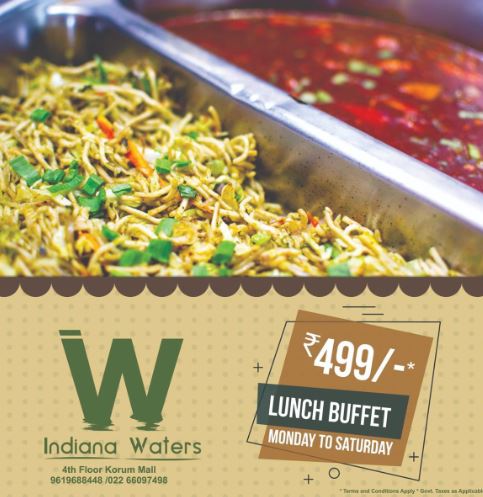 W
Indiana Waters
4th Floor Korum Mall
9619688448 /022 66097498
₹499/-*
LUNCH BUFFET
MONDAY TO SATURDAY
* Terms and Conditions Apply * Govt. Taxes as Applicabl